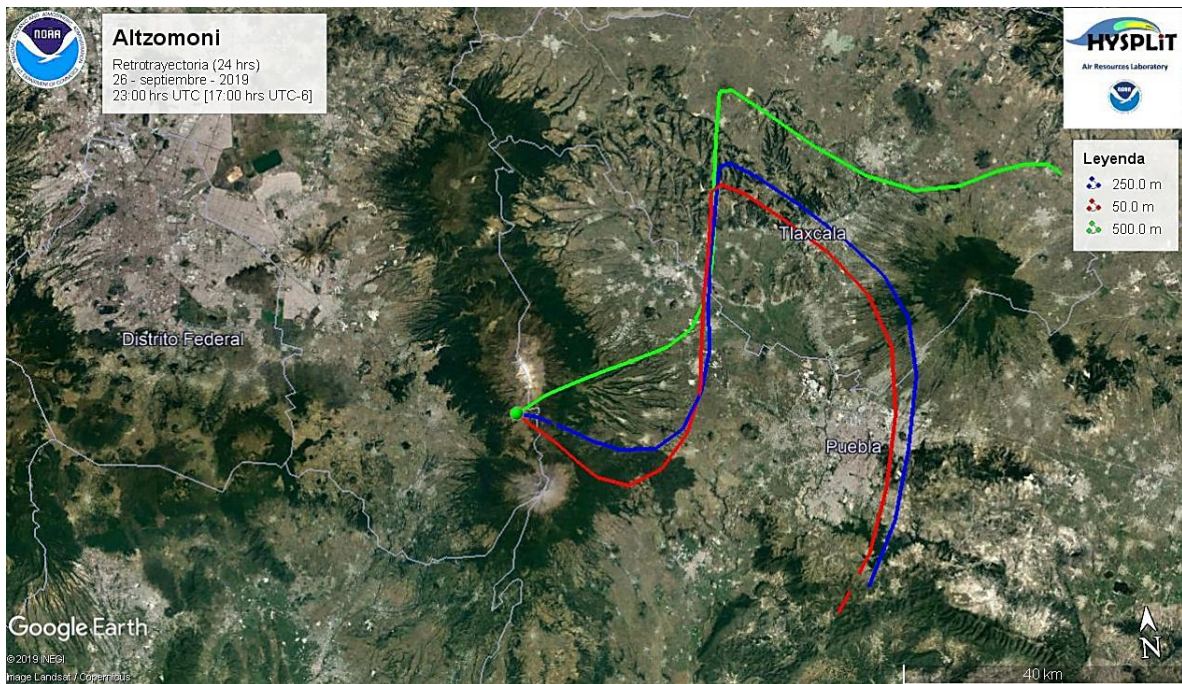 NOAA
Altzomoni
Retrotrayectoria (24 hrs)
26 - septiembre - 2019
23:00 hrs UTC [17:00 hrs UTC-6]
HYSPLiT
Air Resources Laboratory
Leyenda
250.0 m
50.0 m
500.0 m
Tlaxcala
Distrito Federal
Puebla
Google Earth
© 2019 INEGI
Image Landsat / Copernicus
N
40 km